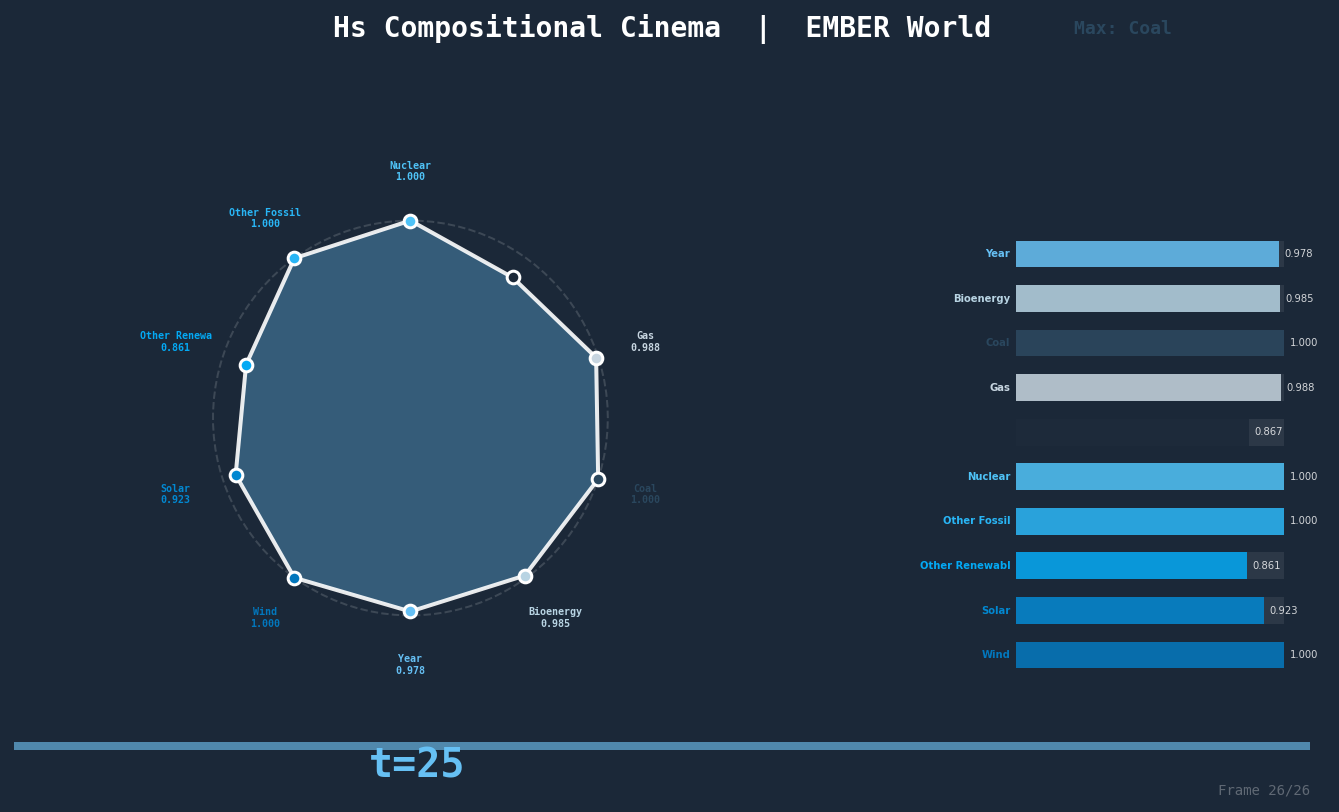 Hs Compositional Cinema | EMBER World
Max: Coal
Nuclear
1.000
Other Fossil
1.000
Other Renewa
0.861
Gas
0.988
Solar
0.923
Coal
1.000
Wind
1.000
Bioenergy
0.985
Year
0.978
Year 0.978
Bioenergy 0.985
Coal 1.000
Gas 0.988
0.867
Nuclear 1.000
Other Fossil 1.000
Other Renewabl 0.861
Solar 0.923
Wind 1.000
t=25
Frame 26/26